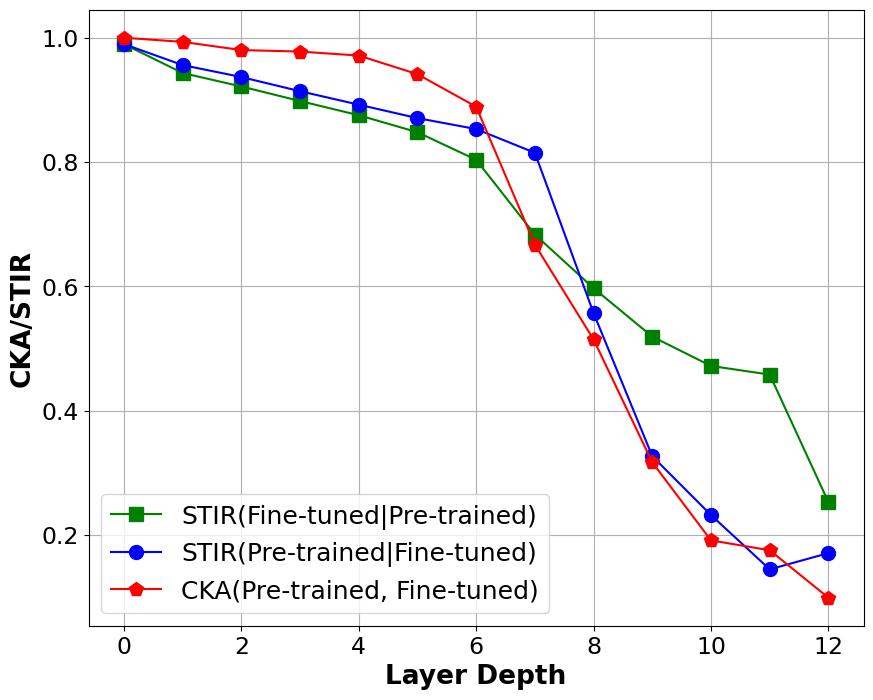 1.0
0.8
0.6
0.4
0.2
CKA/STIR
STIR(Fine-tuned|Pre-trained)
STIR(Pre-trained|Fine-tuned)
CKA(Pre-trained, Fine-tuned)
0 2 4 6 8 10 12
Layer Depth